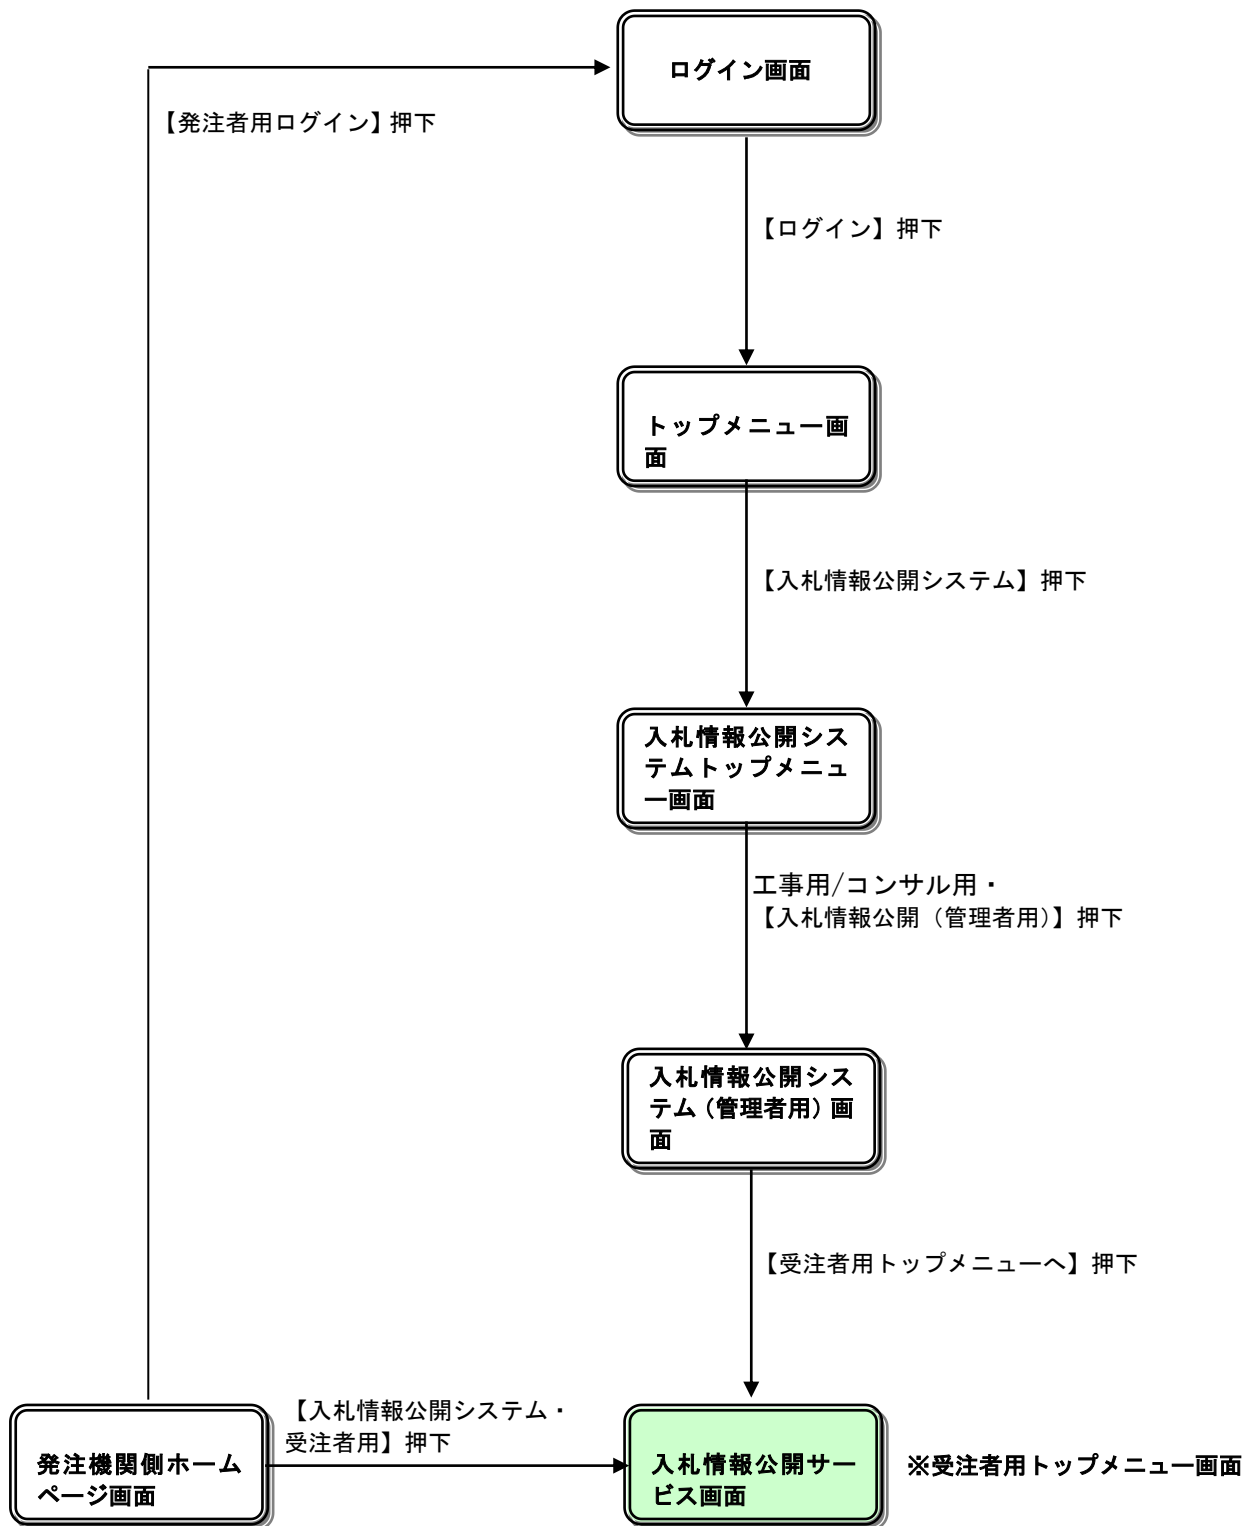 ログイン画面
【発注者用ログイン】押下
【ログイン】押下
トップメニュー画
面
【入札情報公開システム】押下
入札情報公開シス
テムトップメニュ
ー画面
工事用/コンサル用・
【入札情報公開（管理者用）】押下
入札情報公開シス
テム（管理者用）画
面
【受注者用トップメニューへ】押下
【入札情報公開システム・
受注者用】押下
発注機関側ホーム
ページ画面
入札情報公開サー
ビス画面
※受注者用トップメニュー画面